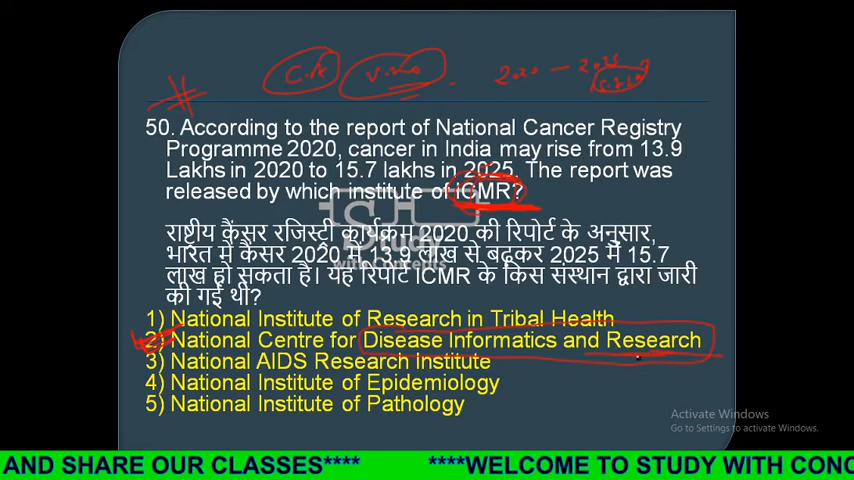 50. According to the report of National Cancer Registry
Programme 2020, cancer in India may rise from 13.9
Lakhs in 2020 to 15.7 lakhs in 2025. The report was
released by which institute of ICMR?
Study
with Concepts
राष्ट्रीय कैंसर रजिस्ट्री कार्यक्रम 2020 की रिपोर्ट के अनुसार,
भारत में कैंसर 2020 में 13.9 लाख से बढ़कर 2025 में 15.7
लाख हो सकता है। यह रिपोर्ट ICMR के किस संस्थान द्वारा जारी
की गई थी?
1) National Institute of Research in Tribal Health
2) National Centre for Disease Informatics and Research
3) National AIDS Research Institute
4) National Institute of Epidemiology
5) National Institute of Pathology
Activate Windows
Go to Settings to activate Windows.
AND SHARE OUR CLASSES**** ****WELCOME TO STUDY WITH CONC